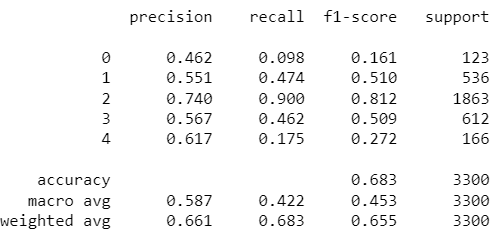 precision recall f1-score support
0 0.462 0.098 0.161 123
1 0.551 0.474 0.510 536
2 0.740 0.900 0.812 1863
3 0.567 0.462 0.509 612
4 0.617 0.175 0.272 166
accuracy 0.683 3300
macro avg 0.587 0.422 0.453 3300
weighted avg 0.661 0.683 0.655 3300